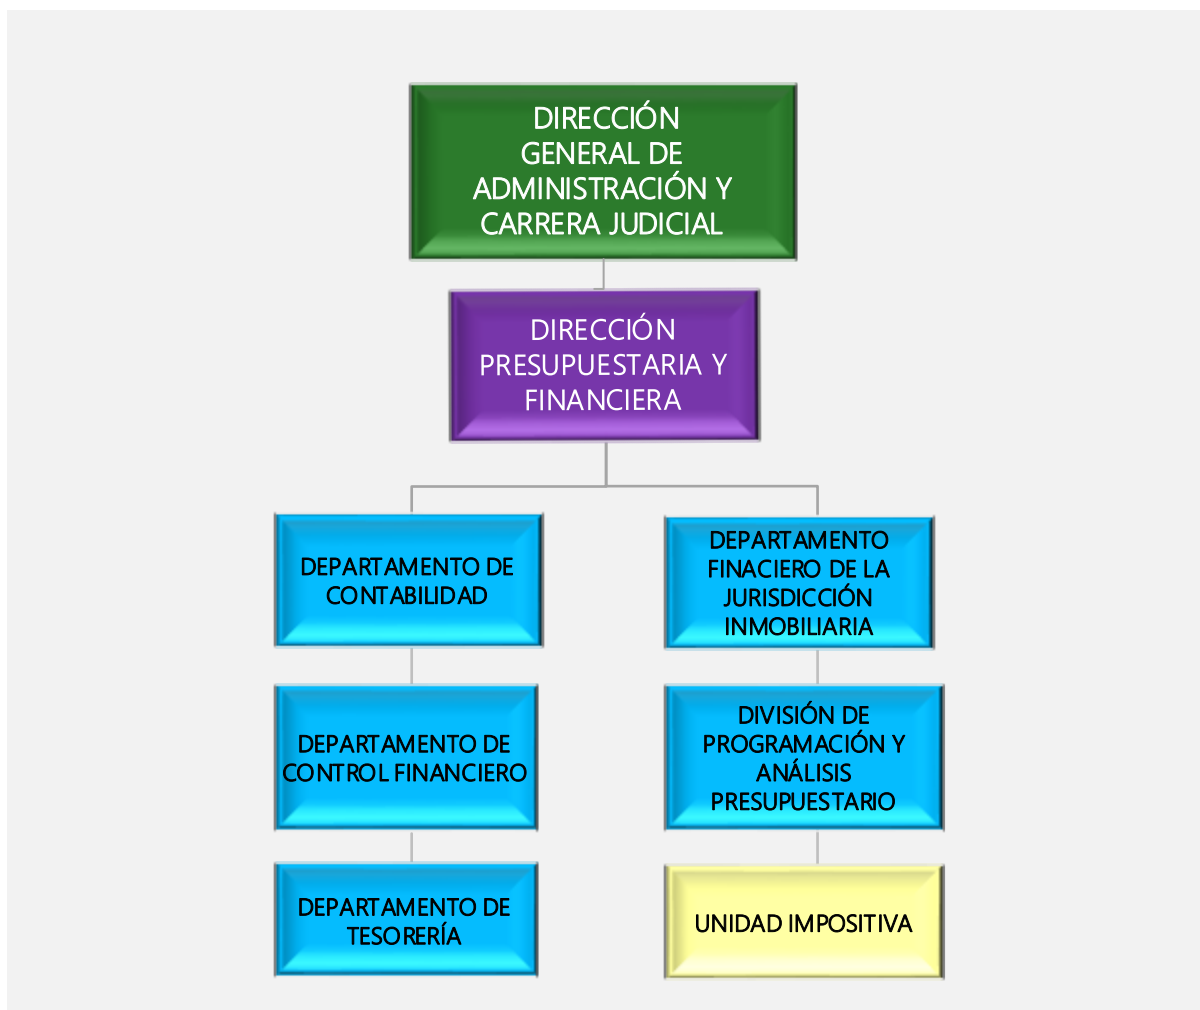 DIRECCIÓN
GENERAL DE
ADMINISTRACIÓN Y
CARRERA JUDICIAL
DIRECCIÓN
PRESUPUESTARIA Y
FINANCIERA
DEPARTAMENTO DE
CONTABILIDAD
DEPARTAMENTO
FINACIERO DE LA
JURISDICCIÓN
INMOBILIARIA
DEPARTAMENTO DE
CONTROL FINANCIERO
DIVISIÓN DE
PROGRAMACIÓN Y
ANÁLISIS
PRESUPUESTARIO
DEPARTAMENTO DE
TESORERÍA
UNIDAD IMPOSITIVA